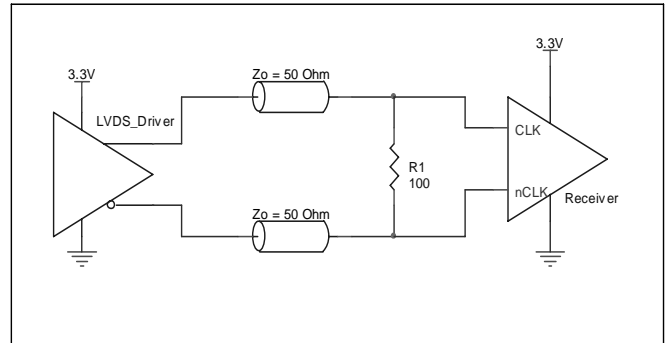 3.3V
Zo = 50 Ohm
3.3V
LVDS_Driver
CLK
R1
100
nCLK
Receiver
Zo = 50 Ohm